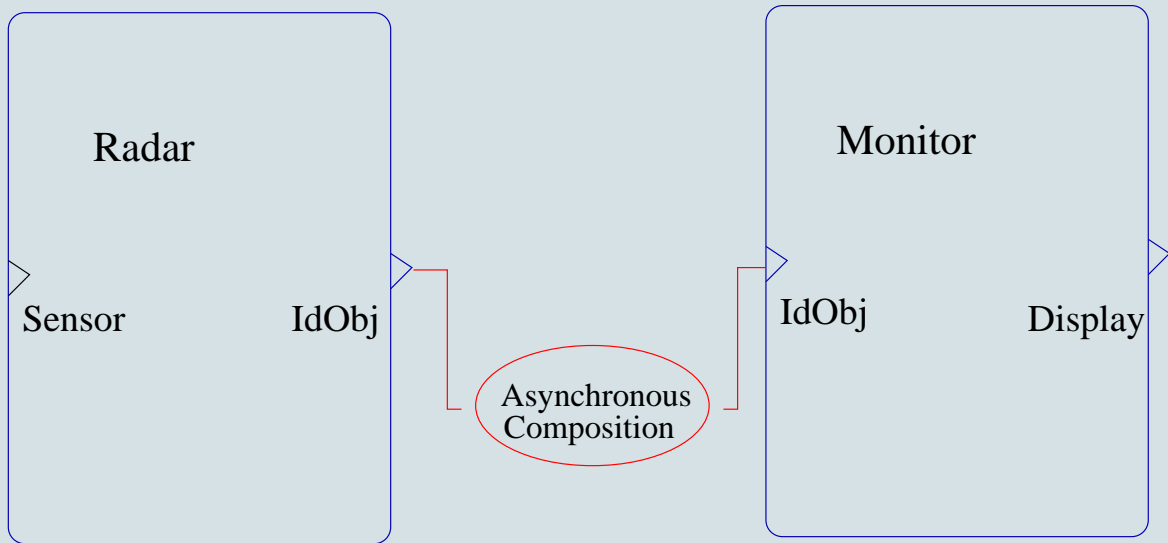 Radar
Monitor
Sensor
IdObj
IdObj
Display
Asynchronous
Composition